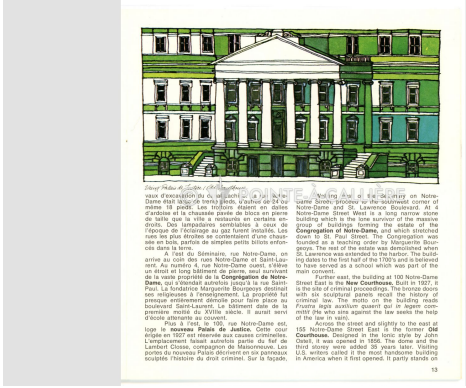 vaux d'excavation du
18 pieds. Les trottoirs étaient en dalles
d'ardoise et la chaussée pavée de blocs en pierre
de taille que la ville a restaurés en certains en-
droits. Des lampadaires semblables à ceux de
l'époque de l'éclairage au gaz furent installés. Les
rues les plus étroites se contentaient d'une chaus-
sée en bois, parfois de simples petits billots enfon-
cés dans la terre.
A l'est du Séminaire, rue Notre-Dame, on
arrive au coin des rues Notre-Dame et Saint-Lau-
rent. Au numéro 4, rue Notre-Dame ouest, s'élève
un étroit et long bâtiment de pierre, seul survivant
de la vaste propriété de la Congrégation de Notre-
Dame, qui s'étendait autrefois jusqu'à la rue Saint-
Paul. La fondatrice Marguerite Bourgeoys destinait
ses religieuses à l'enseignement. La propriété fut
presque entièrement démolie pour faire place au
boulevard Saint-Laurent. Le bâtiment date de la
première moitié du XVIIIe siècle. Il aurait servi
d'école attenante au couvent.
Plus à l'est, le 100, rue Notre-Dame est,
loge le nouveau Palais de Justice. Cette cour
érigée en 1927 est réservée aux causes criminelles.
L'emplacement faisait autrefois partie du fief de
Lambert Closse, compagnon de Maisonneuve. Les
portes du nouveau Palais décrivent en six panneaux
sculptés l'histoire du droit criminel. Sur la façade,
POINTE-À-CALLIÈRE
dame Street, proceed to the southwest corner of
Notre-Dame and St. Lawrence Boulevard. At 4
Notre-Dame Street West is a long narrow stone
building which is the lone survivor of the massive
group of buildings forming the estate of the
Congregation of Notre-Dame, and which stretched
down to St. Paul Street. The Congregation was
founded as a teaching order by Marguerite Bour-
geoys. The rest of the estate was demolished when
St. Lawrence was extended to the harbor. The build-
ing dates to the first half of the 1700's and is believed
to have served as a school which was part of the
main convent.
Further east, the building at 100 Notre-Dame
Street East is the New Courthouse. Built in 1927, it
is the site of criminal proceedings. The bronze doors
with six sculptural panels recall the history of
criminal law. The motto on the building reads
Frustra legis auxilium quaerit qui in legem com-
mittit (He who sins against the law seeks the help
of the law in vain).
Across the street and slightly to the east at
155 Notre-Dame Street East is the former Old
Courthouse. Designed in the Ionic style by John
Ostell, it was opened in 1856. The dome and the
third storey were added 35 years later. Visiting
U.S. writers called it the most handsome building
in America when it first opened. It partly stands on
13